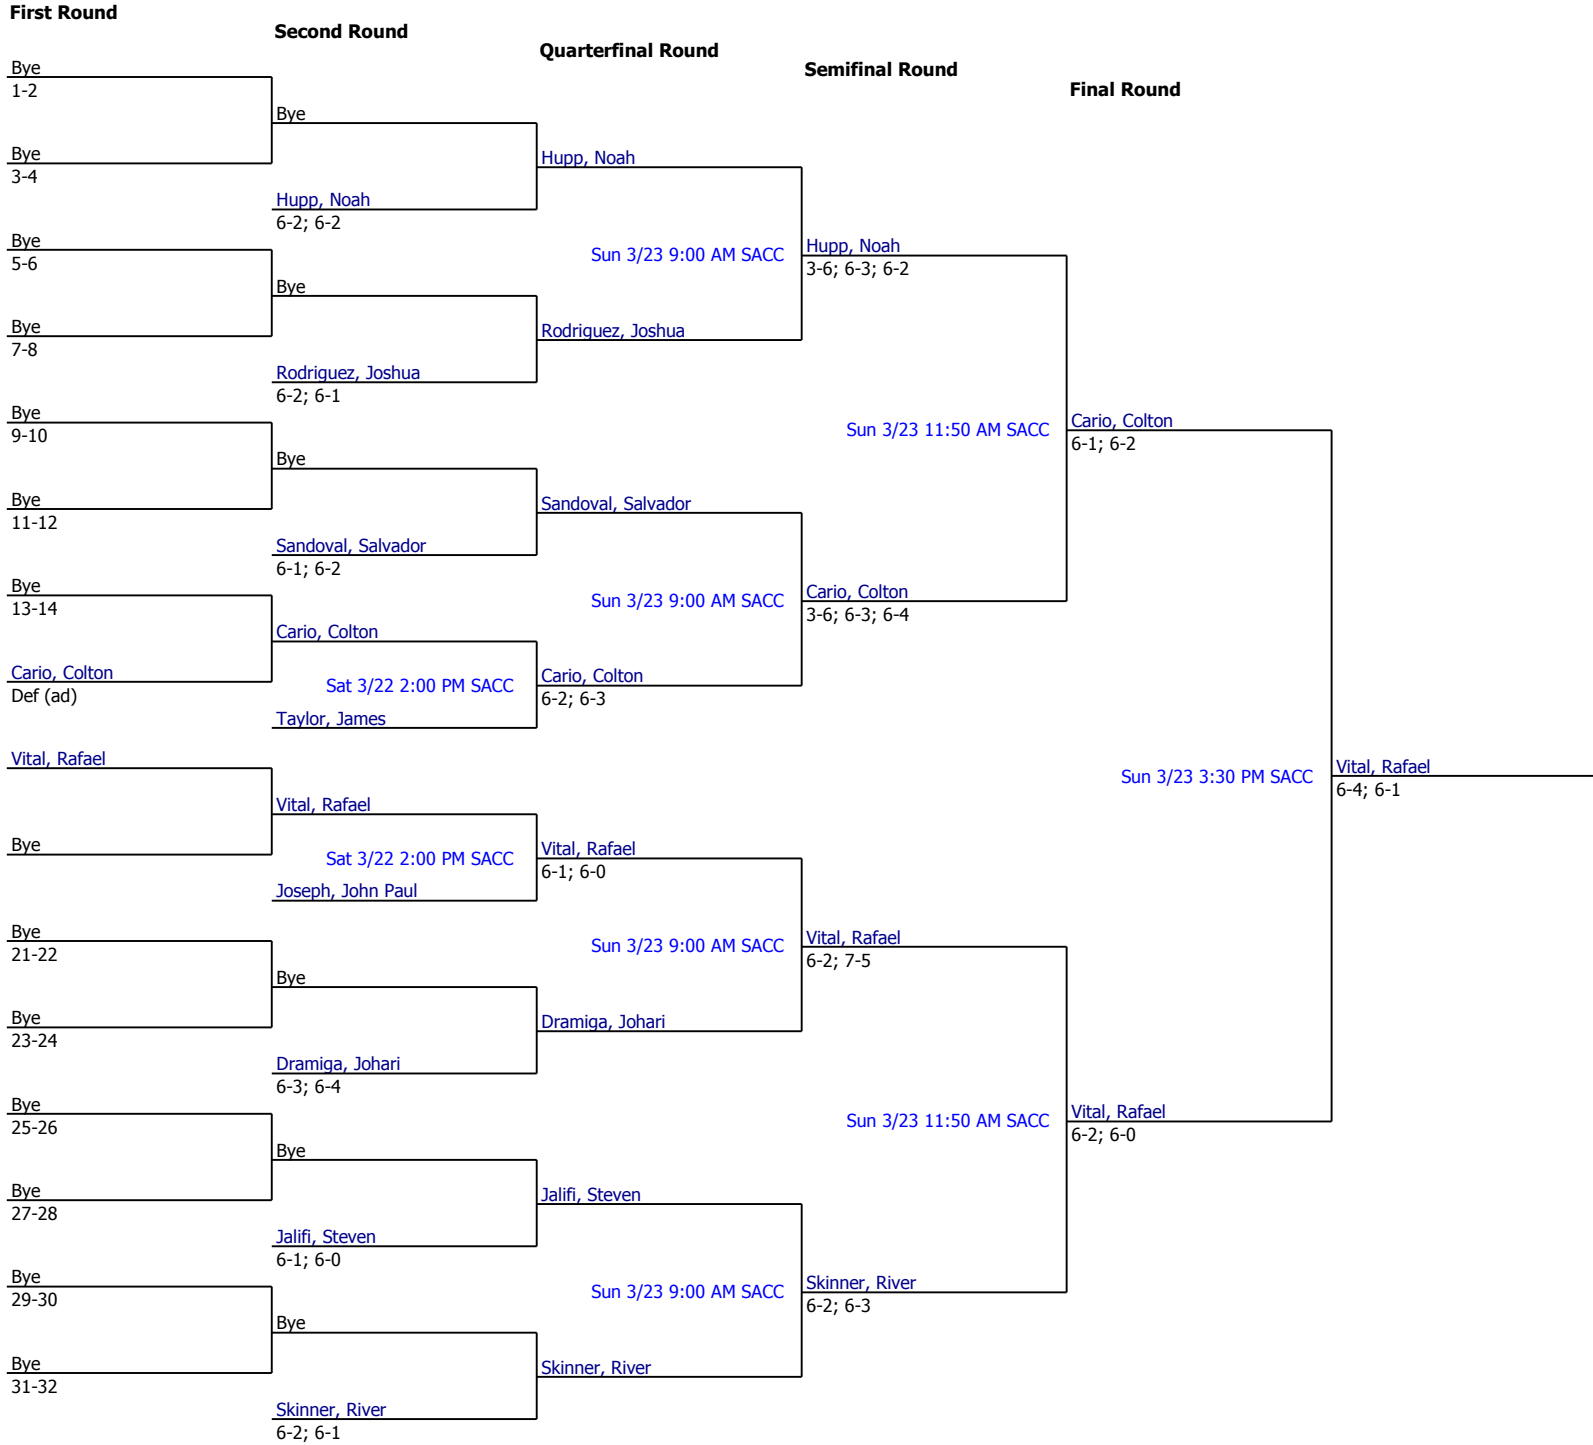 First Round
Second Round
Quarterfinal Round
Semifinal Round
Final Round
Bye
1-2
Bye
3-4
Bye
5-6
Bye
7-8
Bye
9-10
Bye
11-12
Bye
13-14
Cario, Colton
Def (ad)
Vital, Rafael
Bye
Bye
21-22
Bye
23-24
Bye
25-26
Bye
27-28
Bye
29-30
Bye
31-32
Bye
Hupp, Noah
6-2; 6-2
Bye
Rodriguez, Joshua
6-2; 6-1
Bye
Sandoval, Salvador
6-1; 6-2
Cario, Colton
Sat 3/22 2:00 PM SACC
Taylor, James
Vital, Rafael
Sat 3/22 2:00 PM SACC
Joseph, John Paul
Bye
Dramiga, Johari
6-3; 6-4
Bye
Jalifi, Steven
6-1; 6-0
Bye
Skinner, River
6-2; 6-1
Hupp, Noah
Sun 3/23 9:00 AM SACC
Rodriguez, Joshua
Sandoval, Salvador
Sun 3/23 9:00 AM SACC
Cario, Colton
6-2; 6-3
Vital, Rafael
6-1; 6-0
Sun 3/23 9:00 AM SACC
Dramiga, Johari
Jalifi, Steven
Sun 3/23 9:00 AM SACC
Skinner, River
Hupp, Noah
3-6; 6-3; 6-2
Sun 3/23 11:50 AM SACC
Cario, Colton
3-6; 6-3; 6-4
Vital, Rafael
6-2; 7-5
Sun 3/23 11:50 AM SACC
Skinner, River
6-2; 6-3
Cario, Colton
6-1; 6-2
Sun 3/23 3:30 PM SACC
Vital, Rafael
6-2; 6-0
Vital, Rafael
6-4; 6-1